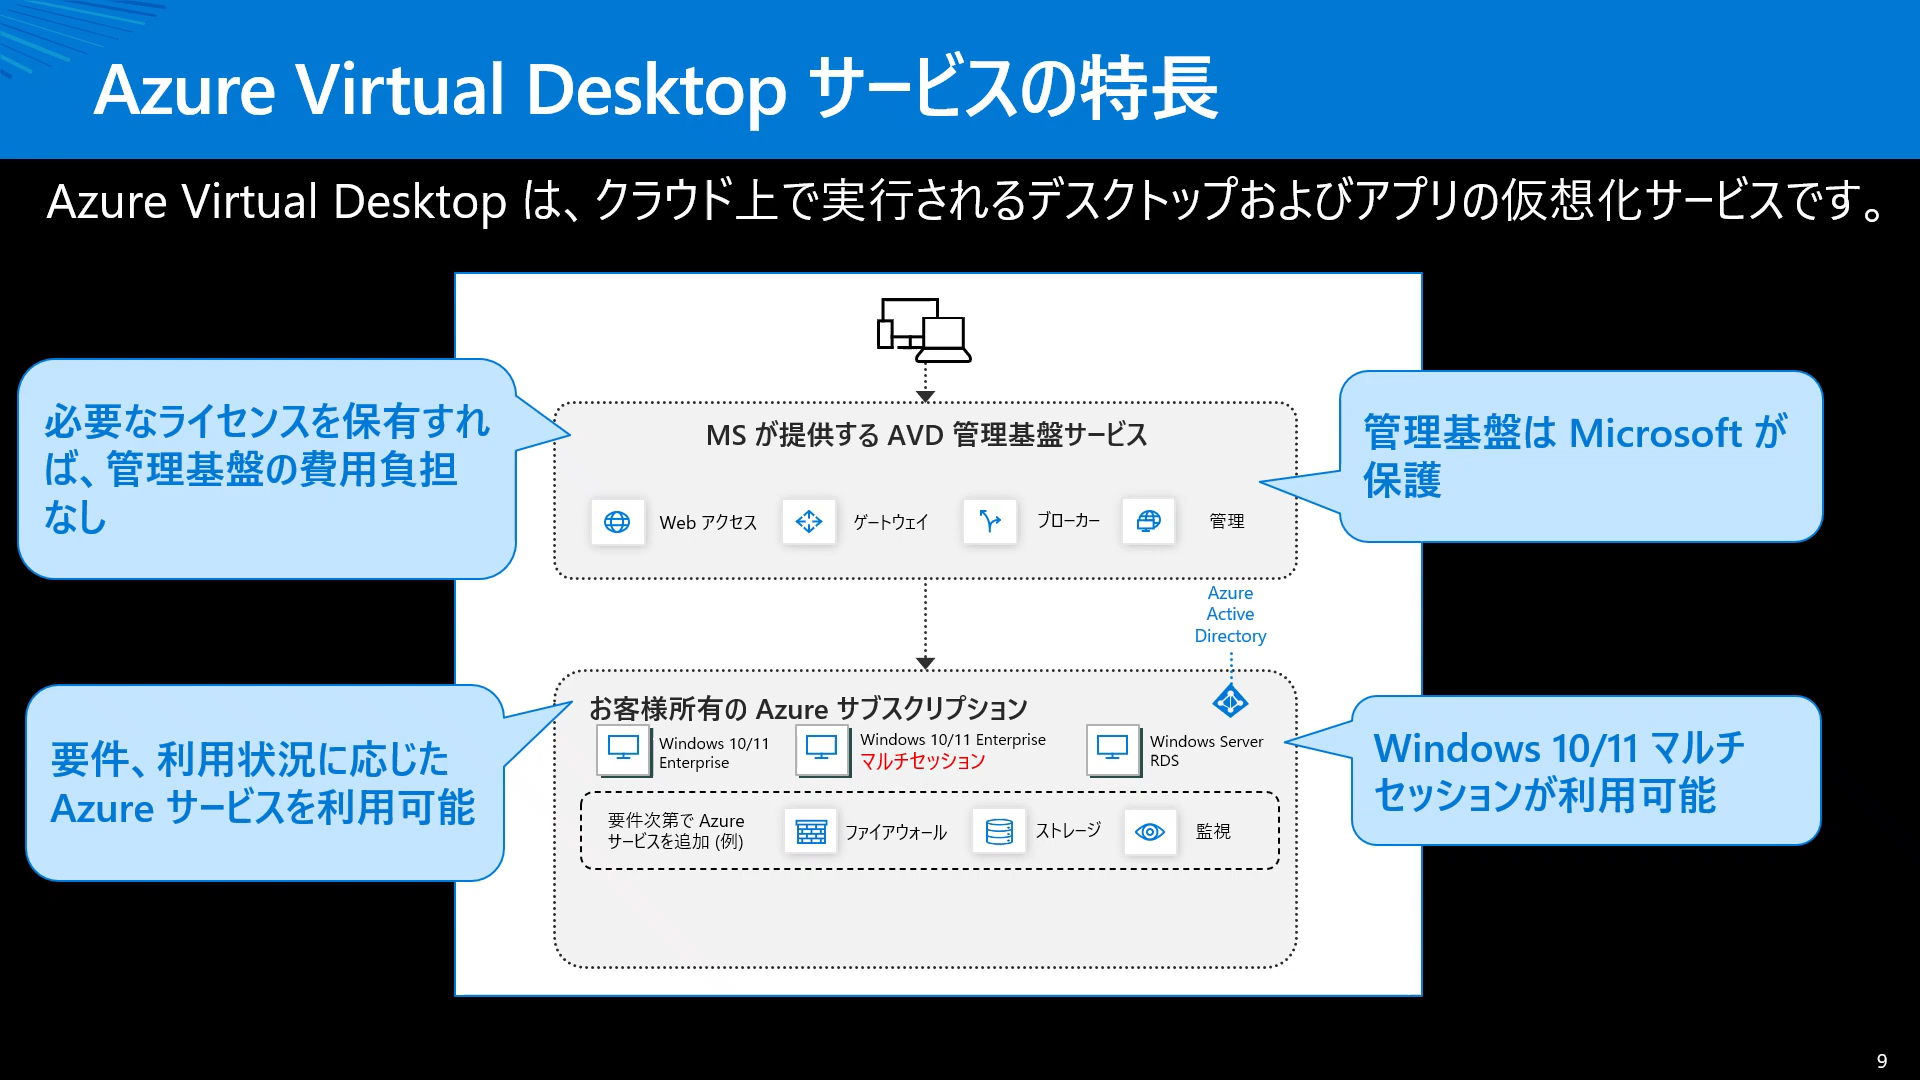 Azure Virtual Desktop サービスの特長
Azure Virtual Desktop は、クラウド上で実行されるデスクトップおよびアプリの仮想化サービスです。
必要なライセンスを保有すれ
ば、管理基盤の費用負担
なし
MS が提供する AVD 管理基盤サービス
Web アクセス
ゲートウェイ
ブローカー
管理
管理基盤は Microsoft が
保護
Azure
Active
Directory
要件、利用状況に応じた
Azure サービスを利用可能
お客様所有の Azure サブスクリプション
Windows 10/11
Enterprise
Windows 10/11 Enterprise
マルチセッション
Windows Server
RDS
要件次第で Azure
サービスを追加 (例)
ファイアウォール
ストレージ
監視
Windows 10/11 マルチ
セッションが利用可能
9